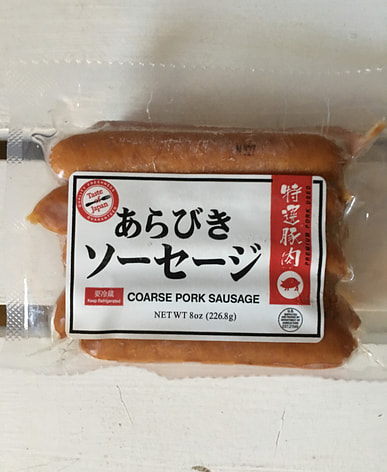 Taste of
Japan
あらびき
ソーセージ
特選豚肉
要冷蔵
Keep Refrigerated
COARSE PORK SAUSAGE
NET WT 8oz (226.8g)